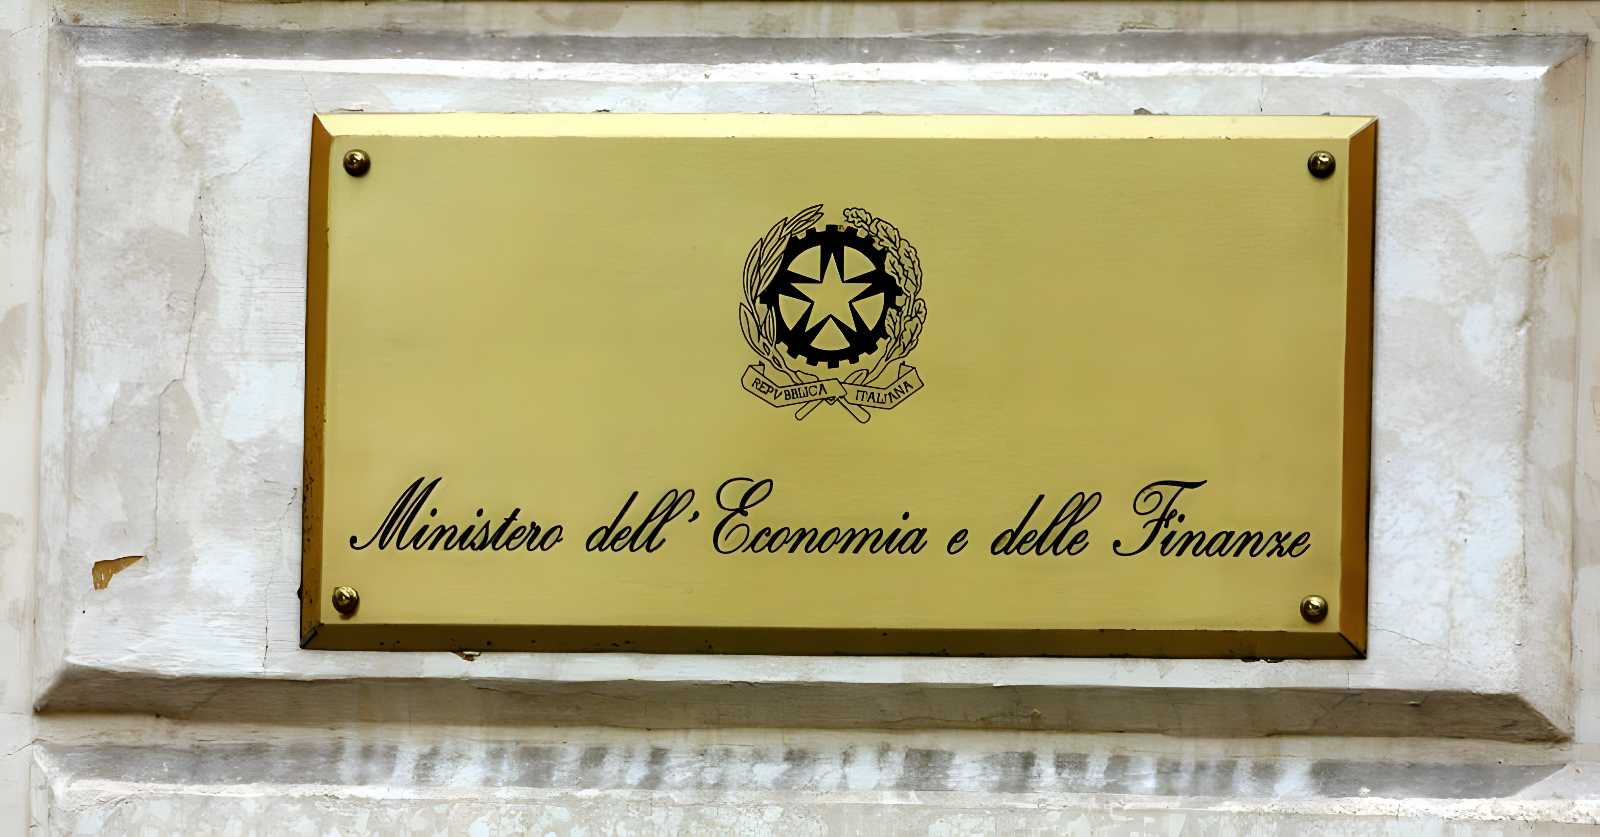 REPVBBLICA ITALIANA
Ministero dell'Economia e delle Finanze